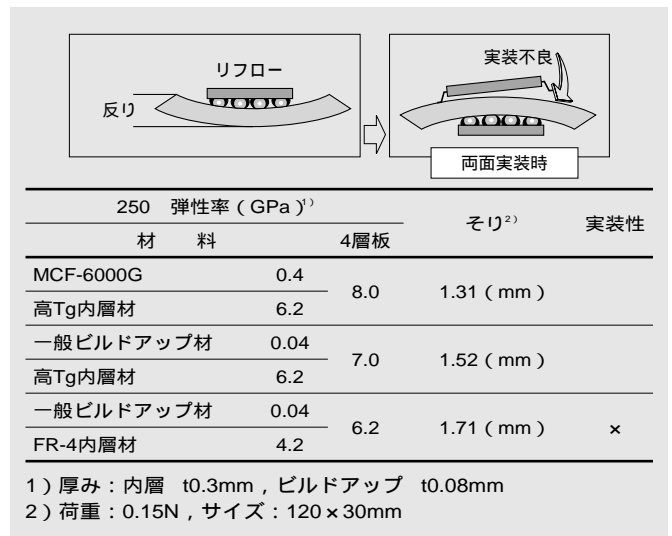 リフロー
反り
実装不良
両面実装時
250 弾性率(GPa)1) そり2) 実装性
材 料 4層板
MCF-6000G 0.4 8.0 1.31(mm)
高Tg内層材 6.2
一般ビルドアップ材 0.04 7.0 1.52(mm)
高Tg内層材 6.2
一般ビルドアップ材 0.04 6.2 1.71(mm) ×
FR-4内層材 4.2
1)厚み:内層 t0.3mm,ビルドアップ t0.08mm
2)荷重:0.15N,サイズ:120×30mm